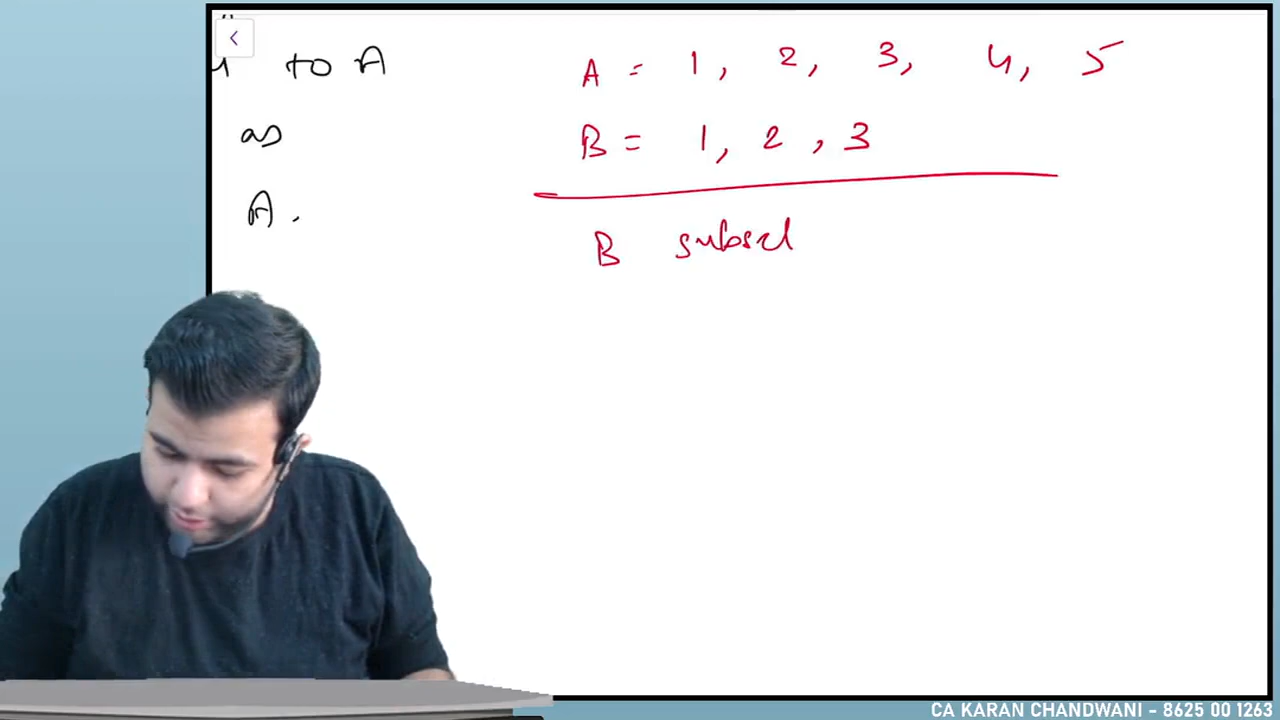 to A
as
A.
A = 1, 2, 3, 4, 5
B = 1, 2, 3
B subset
CA KARAN CHANDWANI - 8625 00 1263